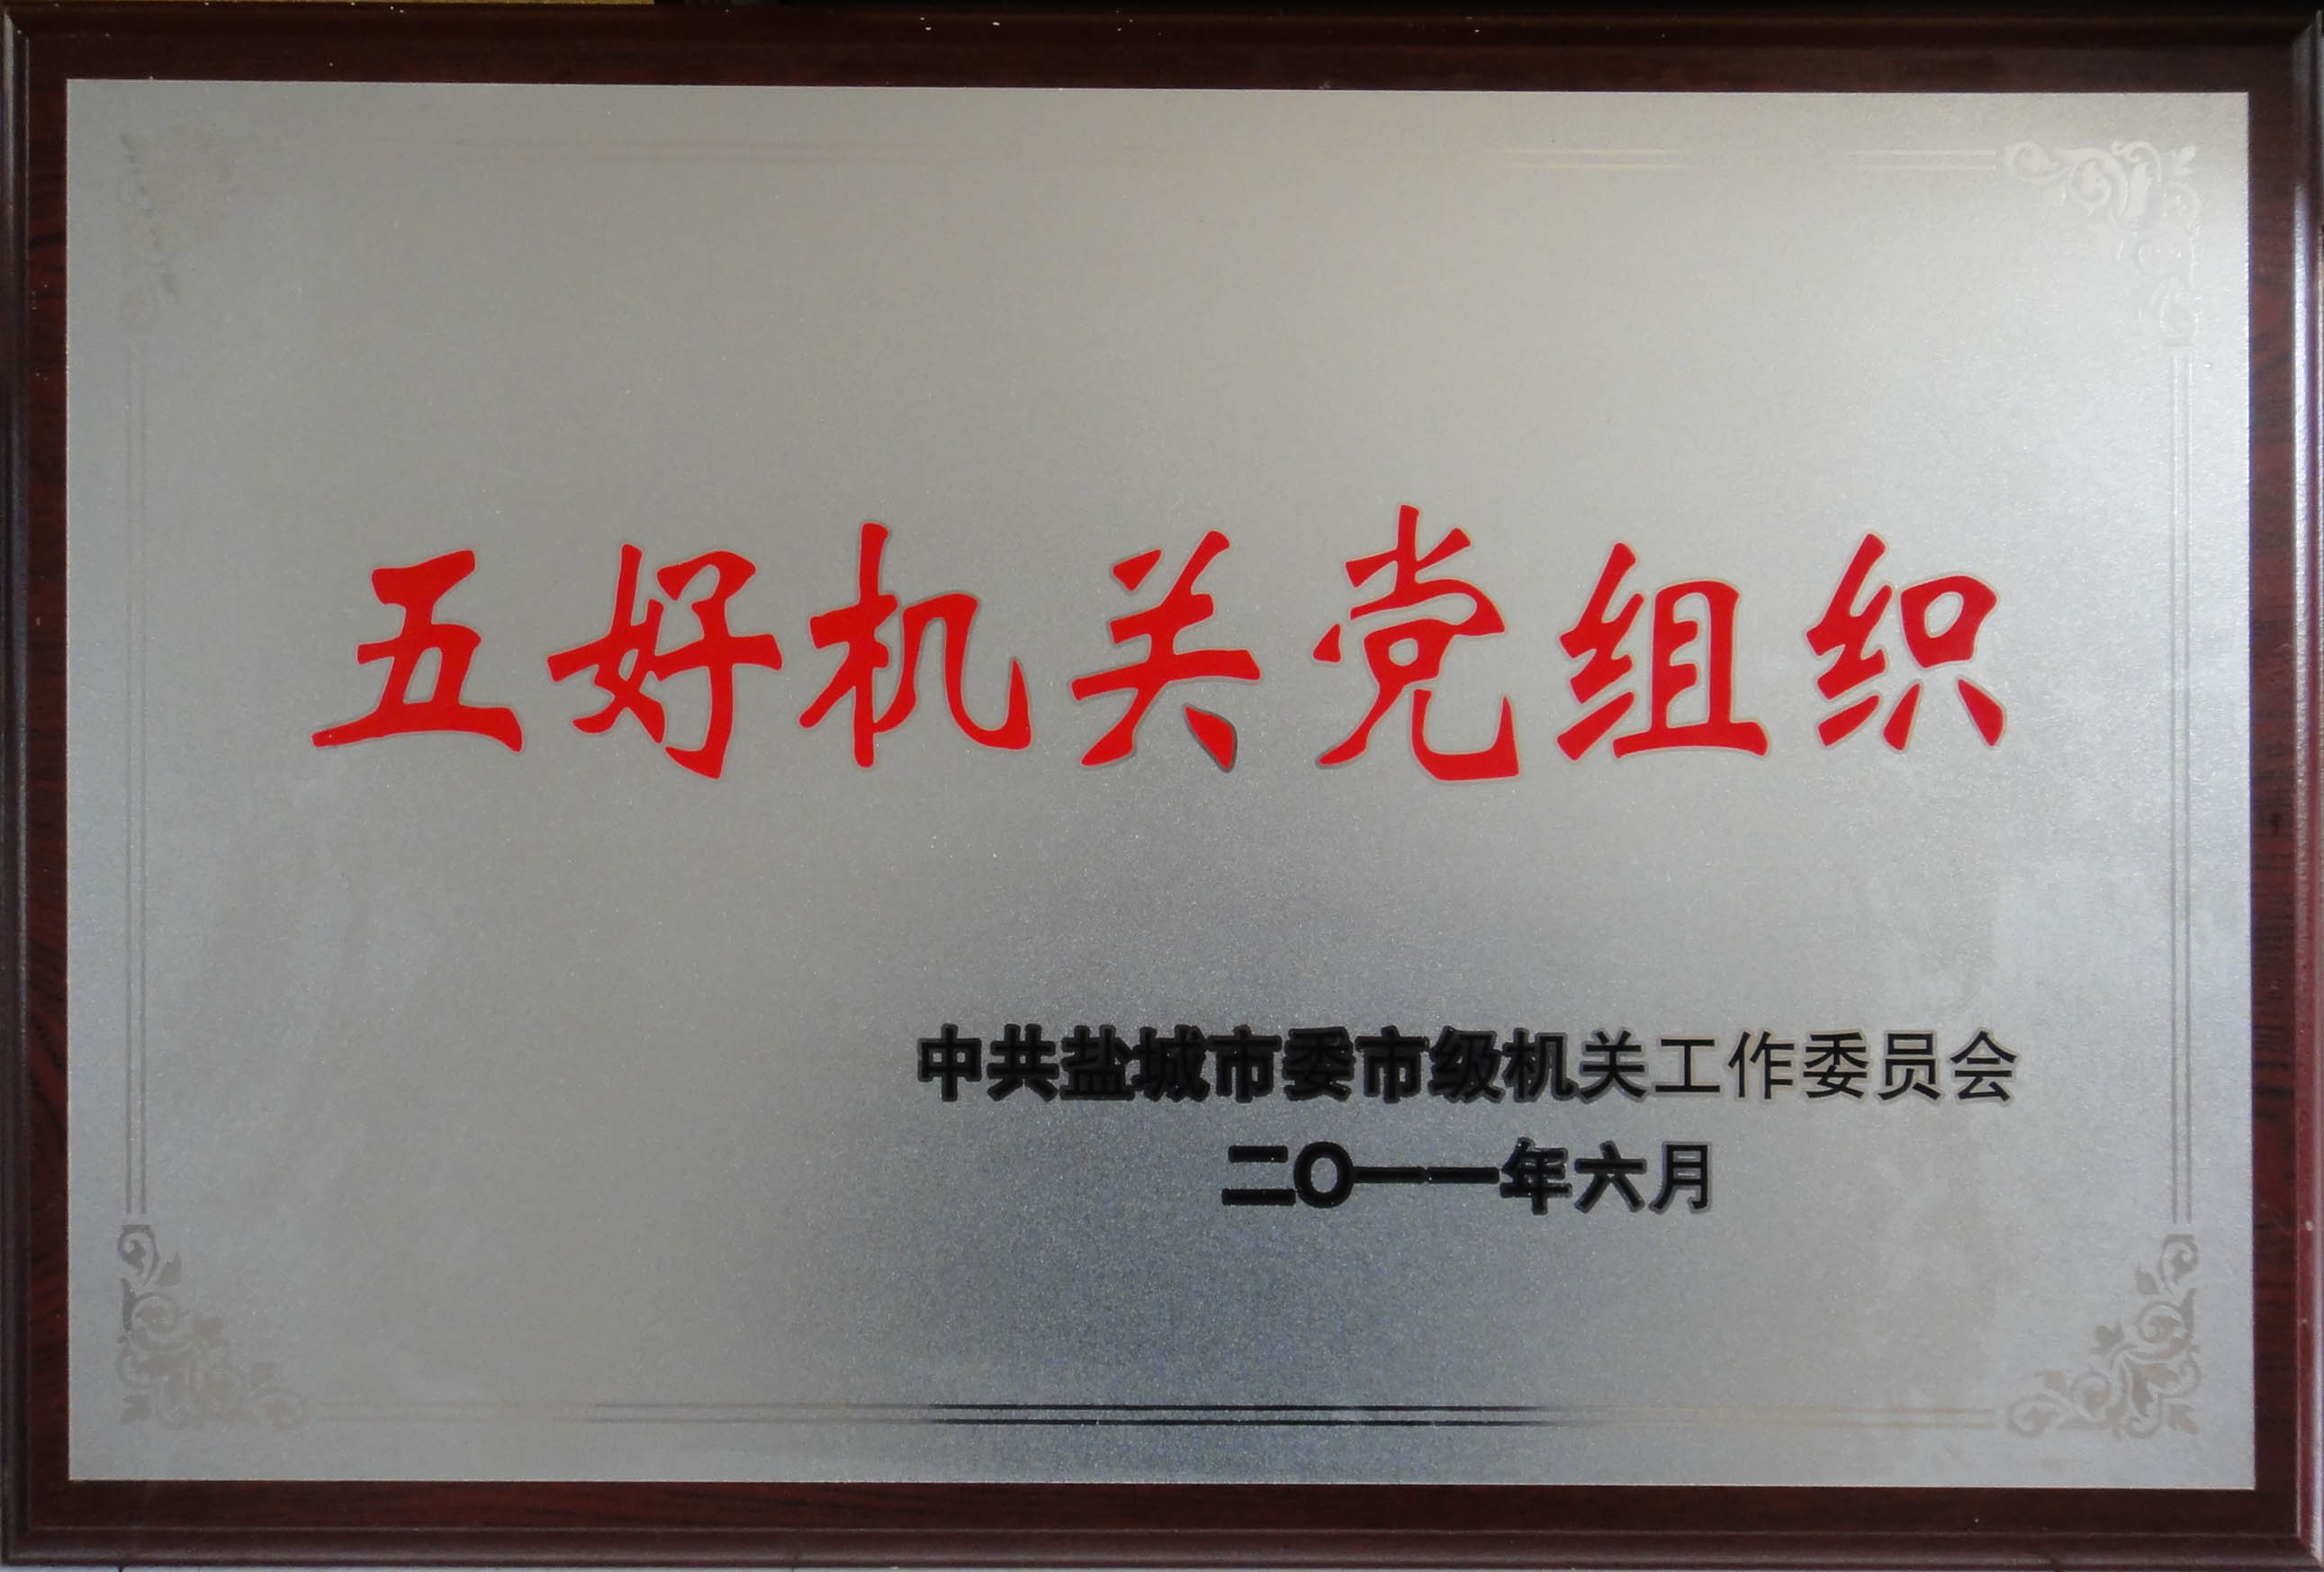 五好机关党组织
中共盐城市委市级机关工作委员会
二〇一一年六月